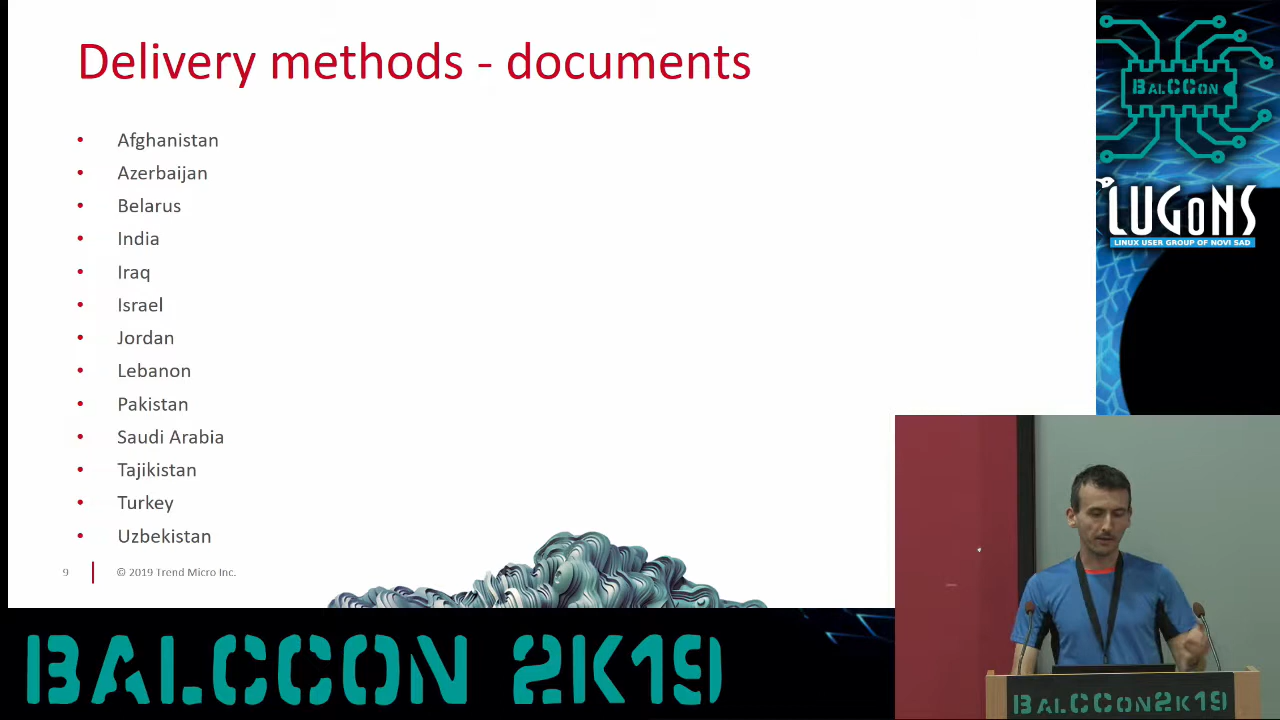 Delivery methods - documents
• Afghanistan
• Azerbaijan
• Belarus
• India
• Iraq
• Israel
• Jordan
• Lebanon
• Pakistan
• Saudi Arabia
• Tajikistan
• Turkey
• Uzbekistan
9 © 2019 Trend Micro Inc.
BALCCON
LUGONS
LINUX USER GROUP OF NOVI SAD
BALCCON 2K19
BALCCON2K19